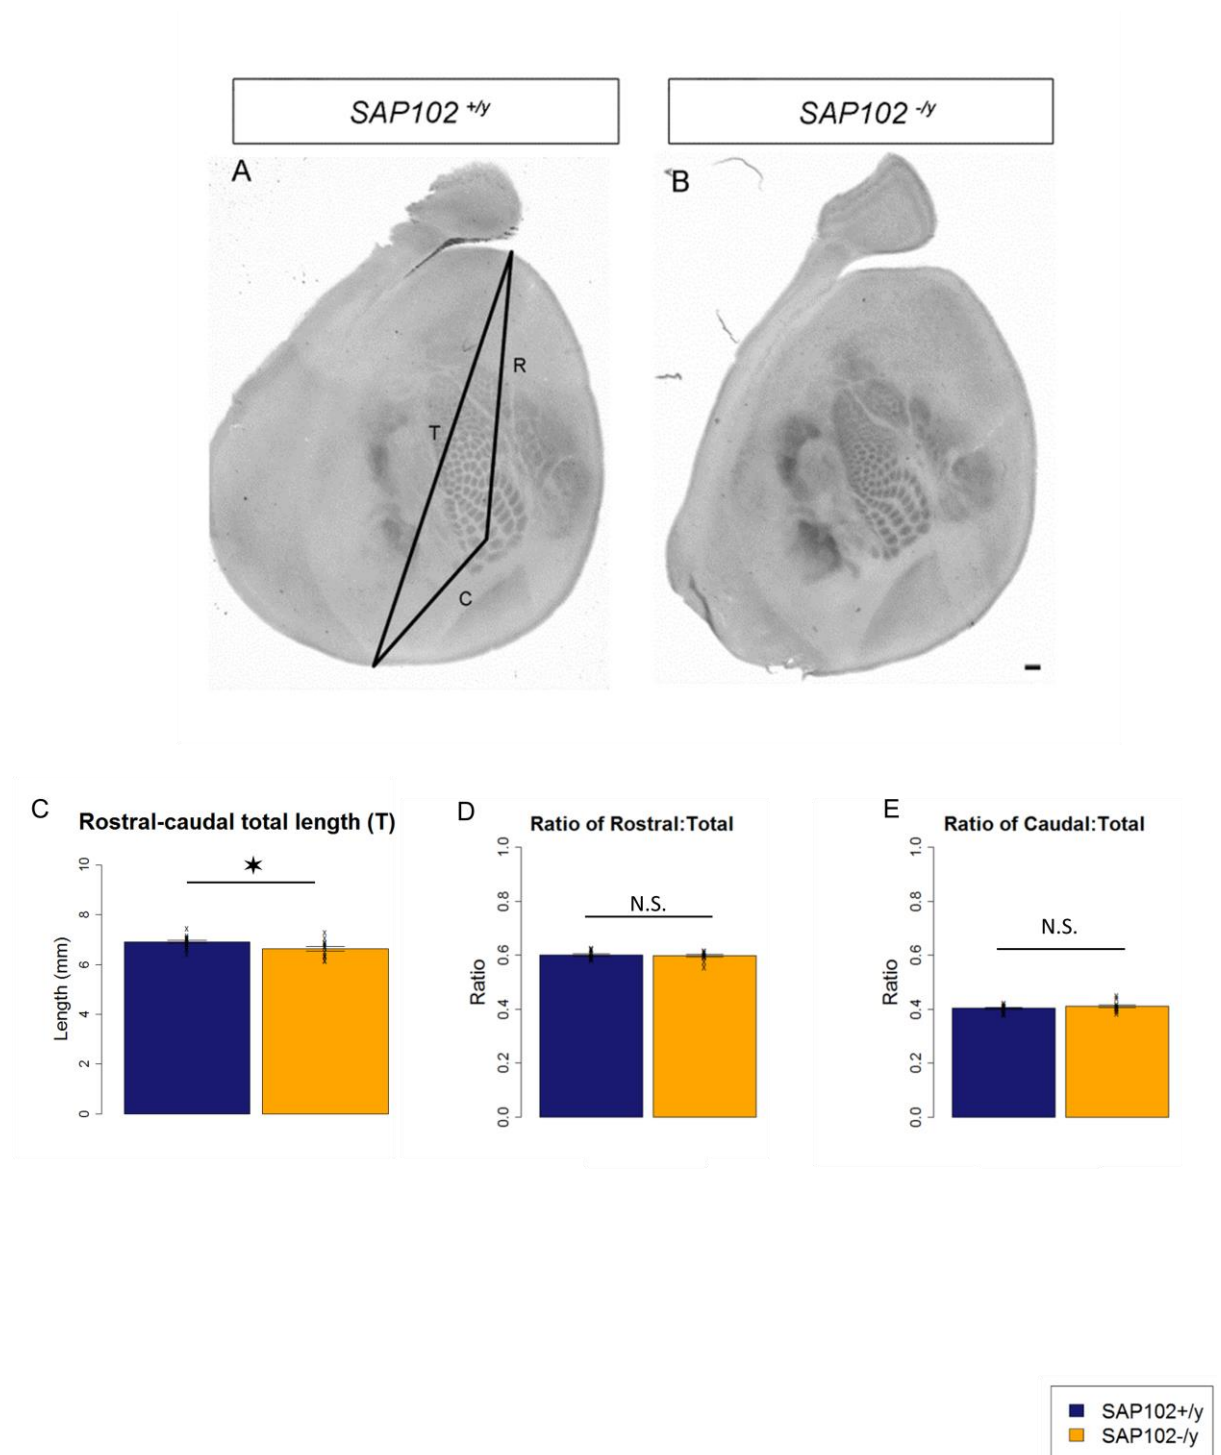 SAP102 +/y
SAP102 -/y
A
B
R
T
C
C
Rostral-caudal total length (T)
Length (mm)
0 2 4 6 8 10
D
Ratio of Rostral:Total
N.S.
Ratio
0.0 0.2 0.4 0.6 0.8 1.0
E
Ratio of Caudal:Total
N.S.
Ratio
0.0 0.2 0.4 0.6 0.8 1.0
SAP102+/y
SAP102-/y